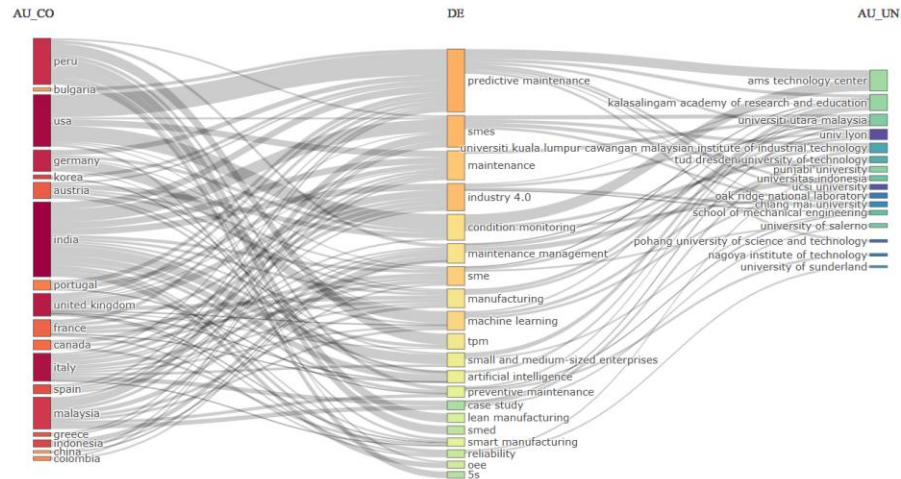 AU_CO
DE
AU_UN
peru
bulgaria
usa
germany
korea
austria
india
portugal
united kingdom
france
canada
italy
spain
malaysia
greece
indonesia
china
colombia
predictive maintenance
smes
maintenance
industry 4.0
condition monitoring
maintenance management
sme
manufacturing
machine learning
tpm
small and medium-sized enterprises
artificial intelligence
preventive maintenance
case study
lean manufacturing
smed
smart manufacturing
reliability
oee
5s
ams technology center
kalasalingam academy of research and education
universiti utara malaysia
univ lyon
universiti kuala lumpur cawangan malaysian institute of industrial technology
tud dresden university of technology
punjabi university
universitas indonesia
ucsi university
oak ridge national laboratory
chiang mai university
school of mechanical engineering
university of salerno
pohang university of science and technology
nagoya institute of technology
university of sunderland